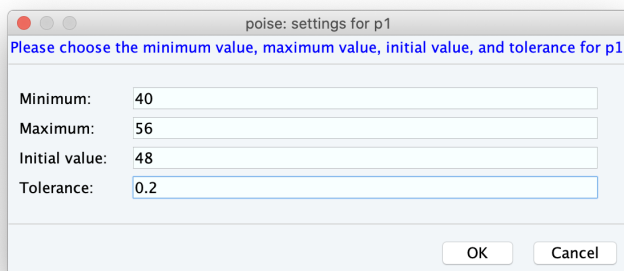 poise: settings for p1
Please choose the minimum value, maximum value, initial value, and tolerance for p1
Minimum: 40
Maximum: 56
Initial value: 48
Tolerance: 0.2
OK Cancel